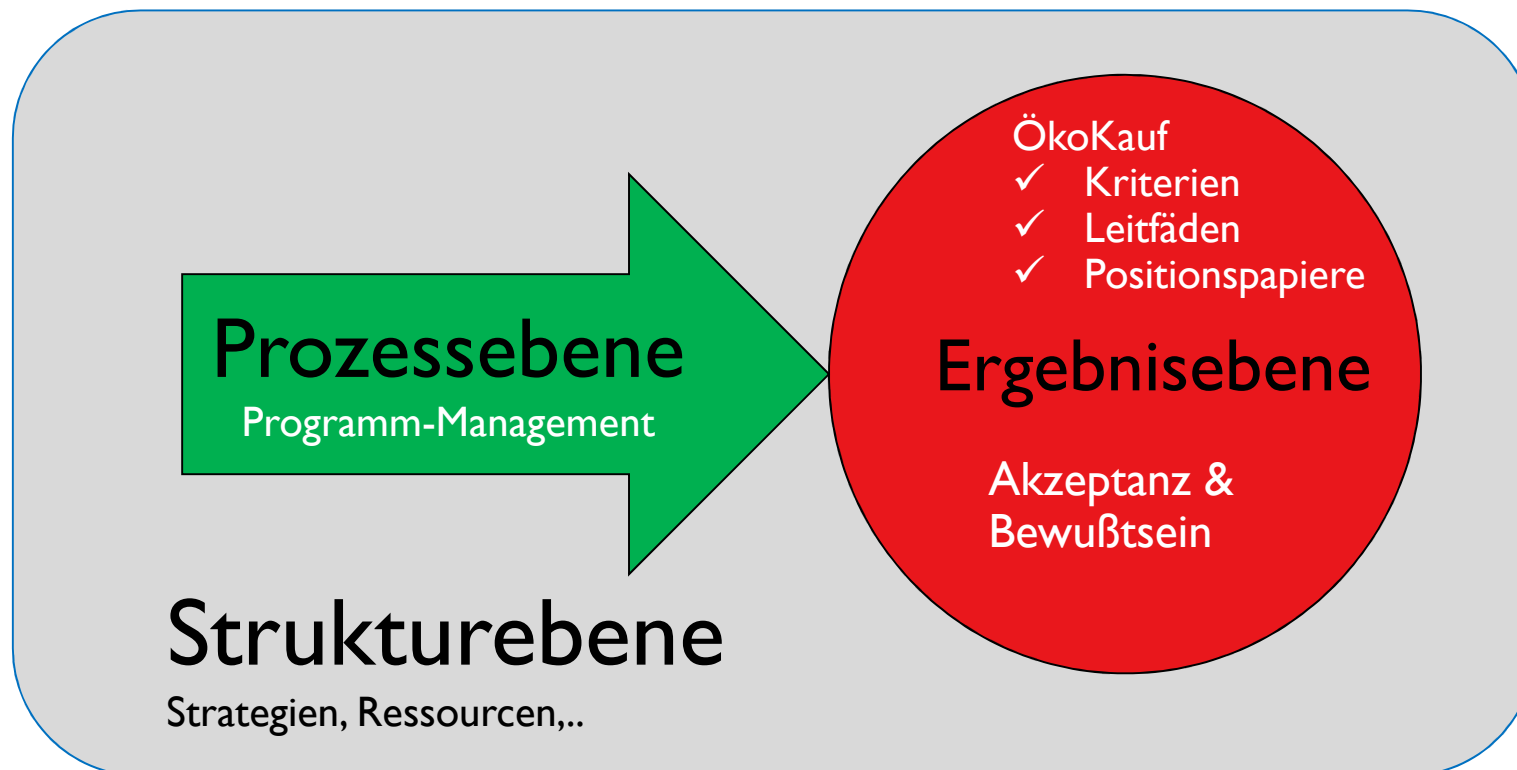 ÖkoKauf
✓ Kriterien
✓ Leitfäden
✓ Positionspapiere
Prozessebene
Programm-Management
Ergebnisebene
Akzeptanz &
Bewußtsein
Strukturebene
Strategien, Ressourcen,..